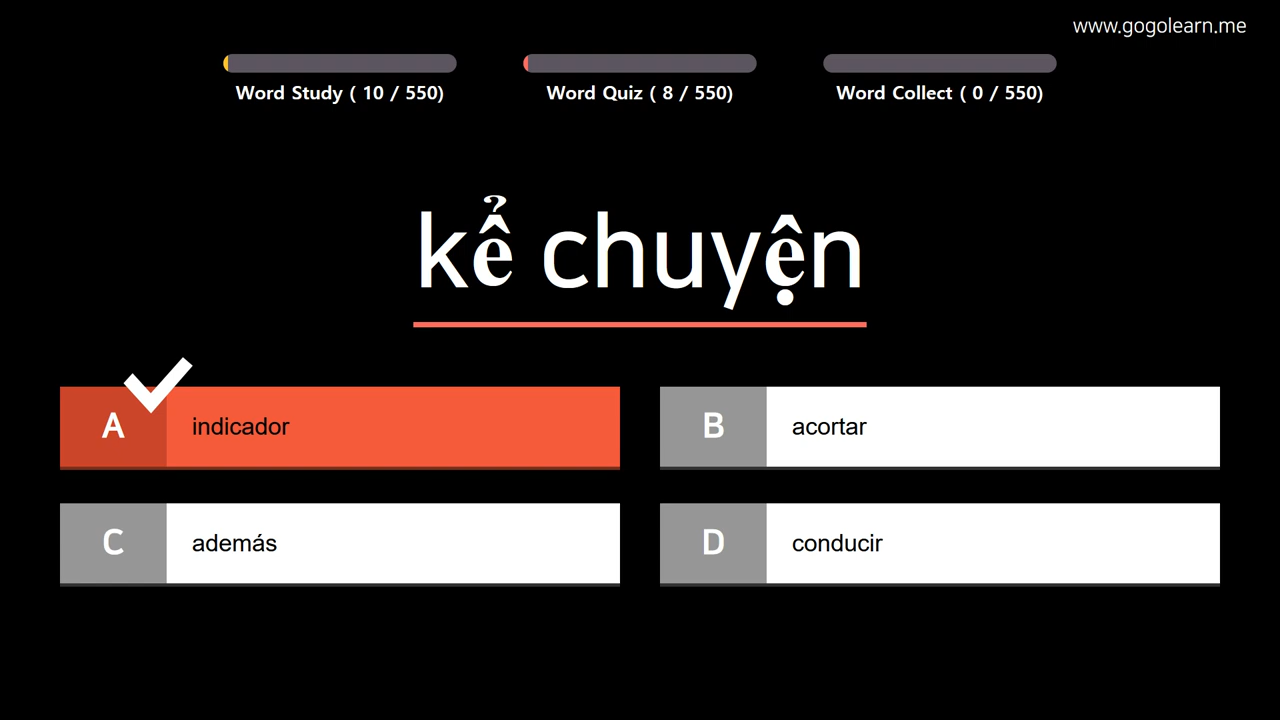 www.gogolearn.me
Word Study ( 10 / 550)
Word Quiz ( 8 / 550)
Word Collect ( 0 / 550)
kể chuyện
A indicador
B acortar
C además
D conducir